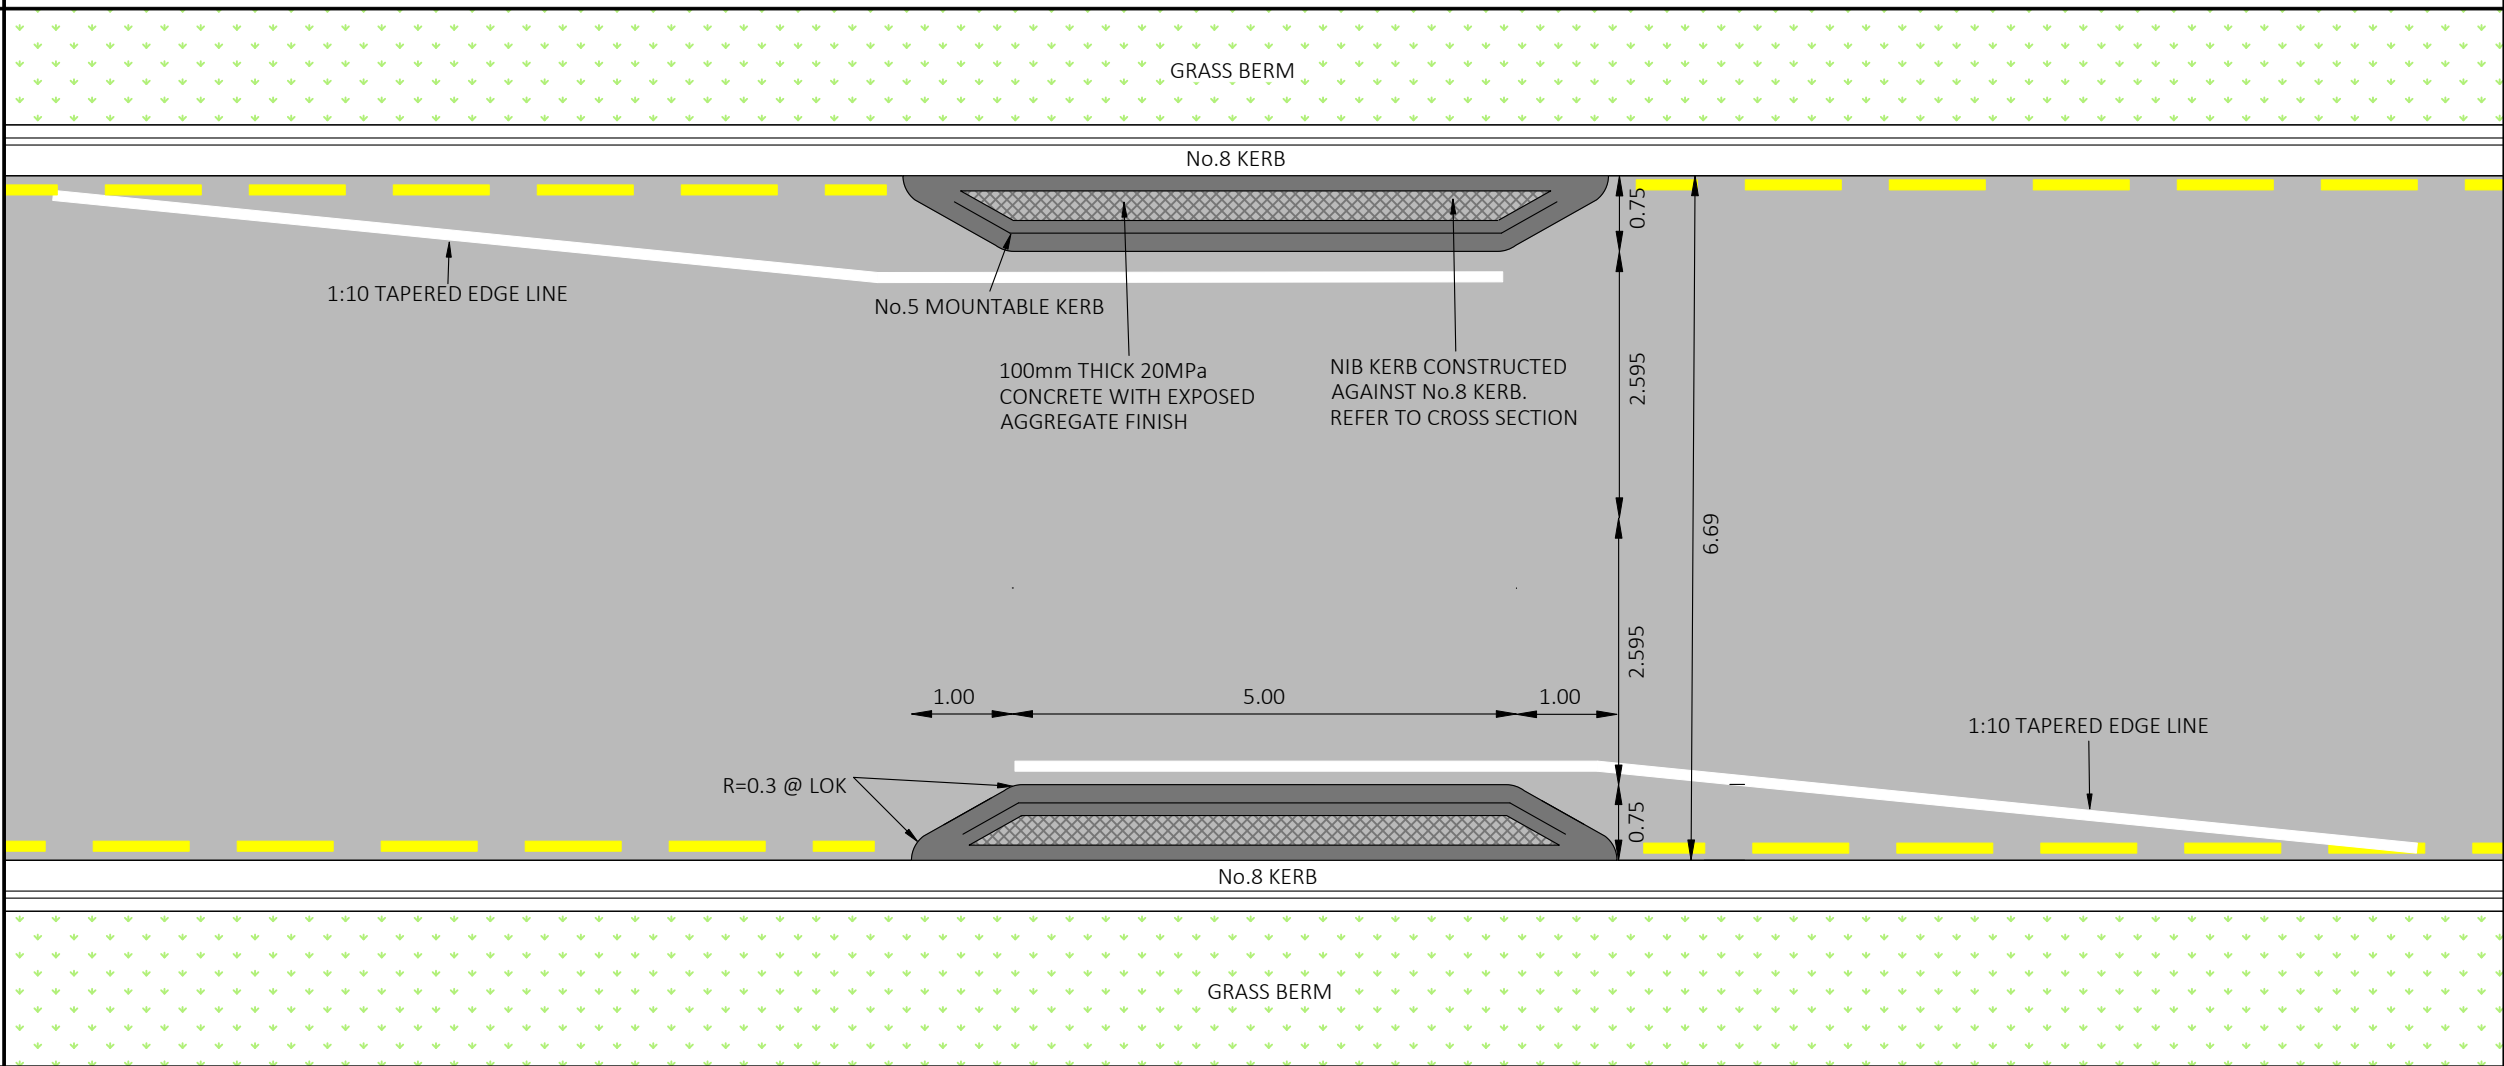 GRASS BERM
No.8 KERB
0.75
1:10 TAPERED EDGE LINE
No.5 MOUNTABLE KERB
100mm THICK 20MPa
CONCRETE WITH EXPOSED
AGGREGATE FINISH
NIB KERB CONSTRUCTED
AGAINST No.8 KERB.
REFER TO CROSS SECTION
2.595
6.69
2.595
1.00
5.00
1.00
1:10 TAPERED EDGE LINE
R=0.3 @ LOK
0.75
No.8 KERB
GRASS BERM